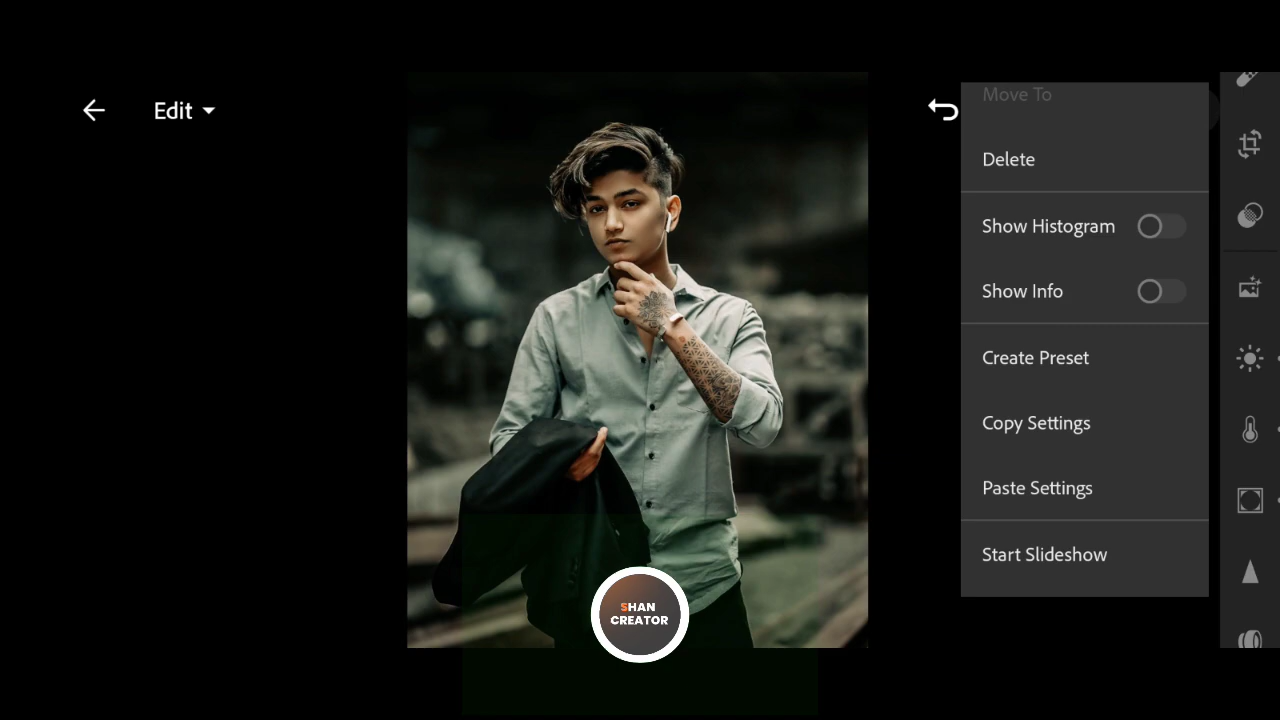 Edit
Move To
Delete
Show Histogram
Show Info
Create Preset
Copy Settings
Paste Settings
Start Slideshow
SHAN
CREATOR